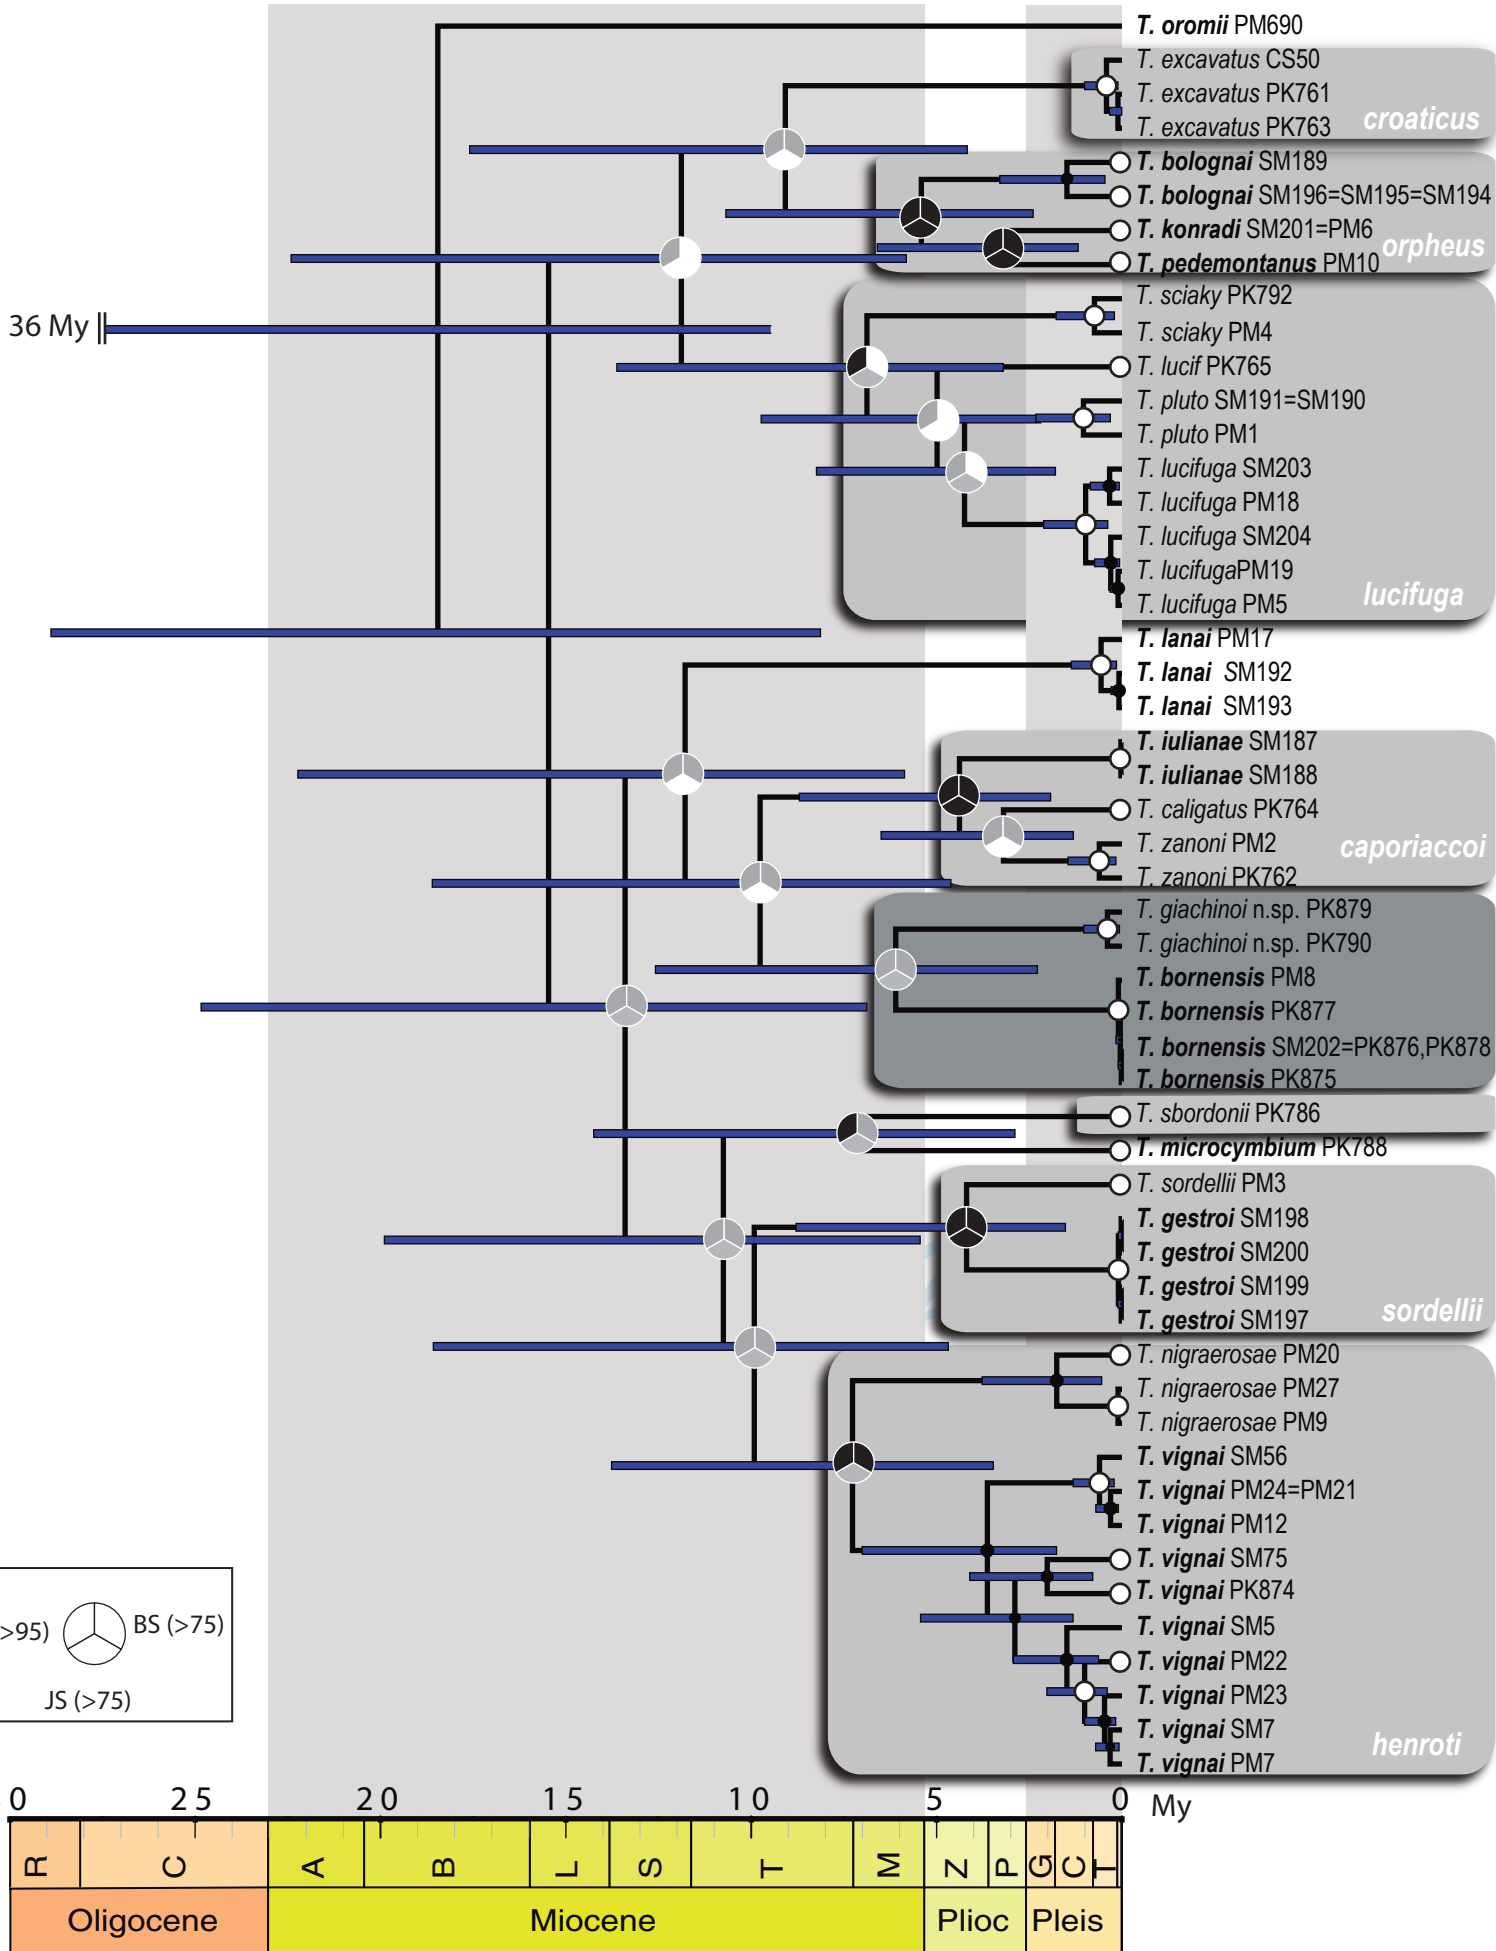 T. oromii PM690
T. excavatus CS50
T. excavatus PK761
T. excavatus PK763
croaticus
T. bolognai SM189
T. bolognai SM196=SM195=SM194
T. konradi SM201=PM6
orpheus
T. pedemontanus PM10
T. sciaky PK792
36 My
T. sciaky PM4
T. lucif PK765
T. pluto SM191=SM190
T. pluto PM1
T. lucifuga SM203
T. lucifuga PM18
T. lucifuga SM204
T. lucifugaPM19
T. lucifuga PM5
lucifuga
T. lanai PM17
T. lanai SM192
T. lanai SM193
T. iulianae SM187
T. iulianae SM188
T. caligatus PK764
T. zanoni PM2
caporiaccoi
T. zanoni PK762
T. giachinoi n.sp. PK879
T. giachinoi n.sp. PK790
T. bornensis PM8
T. bornensis PK877
T. bornensis SM202=PK876,PK878
T. bornensis PK875
T. sbordonii PK786
T. microcymbium PK788
T. sordellii PM3
T. gestroi SM198
T. gestroi SM200
T. gestroi SM199
T. gestroi SM197
sordellii
T. nigraerosae PM20
T. nigraerosae PM27
T. nigraerosae PM9
T. vignai SM56
T. vignai PM24=PM21
T. vignai PM12
T. vignai SM75
T. vignai PK874
T. vignai SM5
T. vignai PM22
T. vignai PM23
T. vignai SM7
T. vignai PM7
henroti
>95)
BS (>75)
JS (>75)
0 25 20 15 10 5 0 My
R C A B L S T M Z P G C T
Oligocene Miocene Plioc Pleis